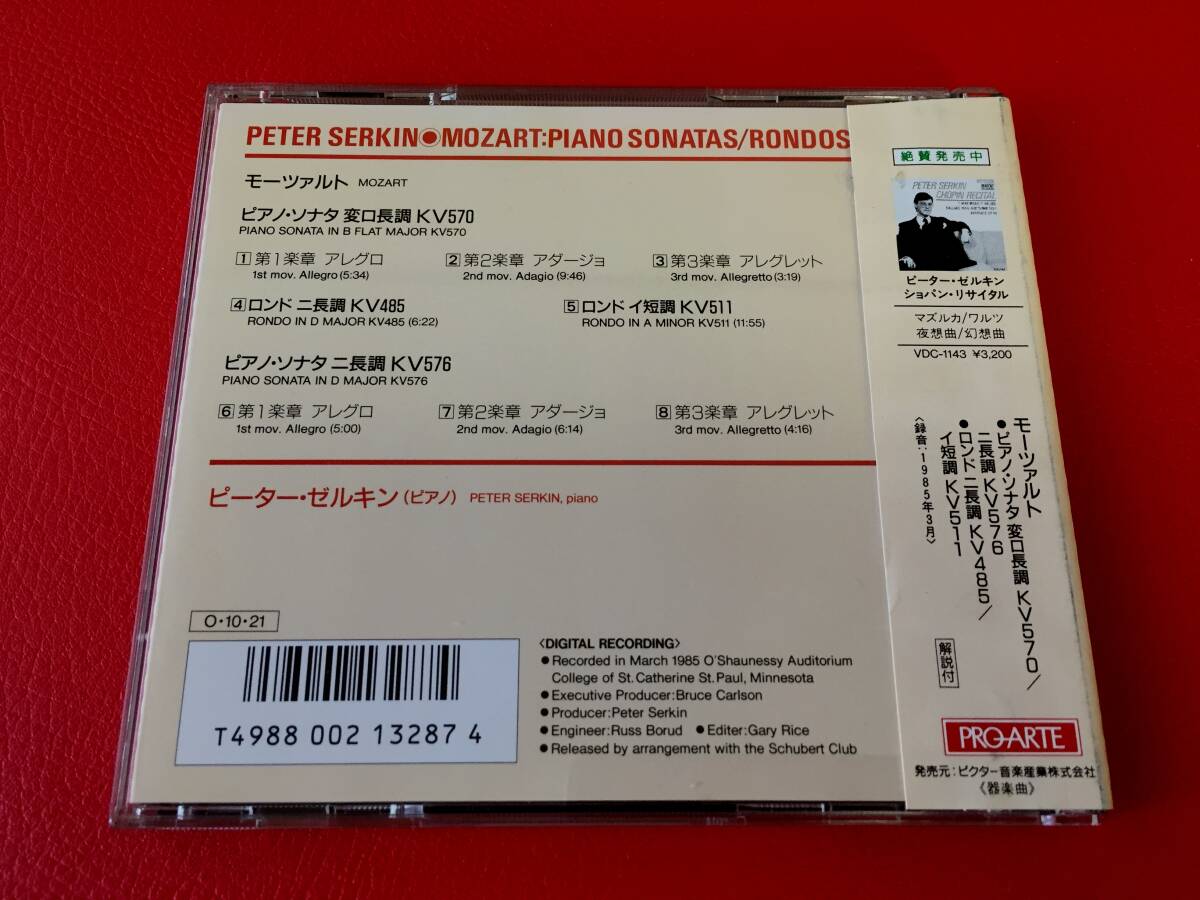 PETER SERKIN◉MOZART:PIANO SONATAS/RONDOS
モーツァルト MOZART
ピアノ・ソナタ 変ロ長調 KV570
PIANO SONATA IN B FLAT MAJOR KV570
1 第1楽章 アレグロ 2 第2楽章 アダージョ 3 第3楽章 アレグレット
1st mov. Allegro (5:34) 2nd mov. Adagio (9:46) 3rd mov. Allegretto (3:19)
4 ロンド ニ長調 KV485 5 ロンド イ短調 KV511
RONDO IN D MAJOR KV485 (6:22) RONDO IN A MINOR KV511 (11:55)
ピアノ・ソナタ ニ長調 KV576
PIANO SONATA IN D MAJOR KV576
6 第1楽章 アレグロ 7 第2楽章 アダージョ 8 第3楽章 アレグレット
1st mov. Allegro (5:00) 2nd mov. Adagio (6:14) 3rd mov. Allegretto (4:16)
ピーター・ゼルキン(ピアノ) PETER SERKIN, piano
O・10・21
T4988 002 13287 4
〈DIGITAL RECORDING〉
●Recorded in March 1985 O'Shaunessy Auditorium
College of St. Catherine St. Paul, Minnesota
●Executive Producer:Bruce Carlson
●Producer:Peter Serkin
●Engineer:Russ Borud ●Editer:Gary Rice
●Released by arrangement with the Schubert Club
絶賛発売中
PETER SERKIN
CHOPIN RECITAL
ピーター・ゼルキン
ショパン・リサイタル
マズルカ/ワルツ
夜想曲/幻想曲
VDC-1143 ¥3,200
モーツァルト
●ピアノ・ソナタ 変ロ長調 KV570/
ニ長調 KV576
●ロンド ニ長調 KV485/
イ短調 KV511
〈録音:1985年3月〉
解説付
PRO-ARTE
発売元:ビクター音楽産業株式会社
《器楽曲》